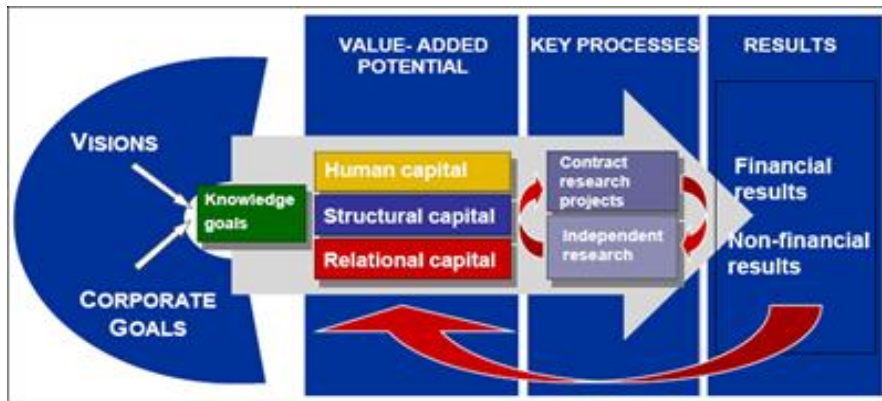 VALUE- ADDED
POTENTIAL
KEY PROCESSES
RESULTS
VISIONS
CORPORATE
GOALS
Knowledge
goals
Human capital
Structural capital
Relational capital
Contract
research
projects
Independent
research
Financial
results
Non-financial
results